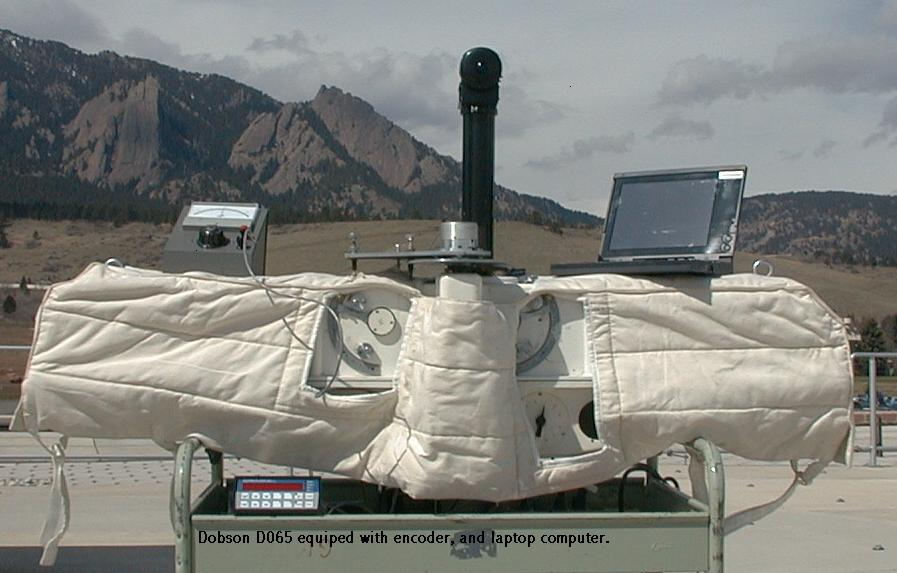 Dobson D065 equiped with encoder, and laptop computer.